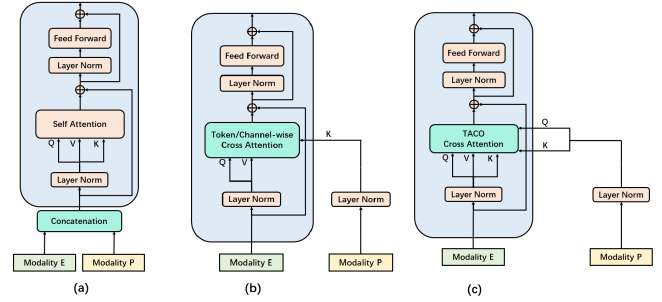 Feed Forward
Layer Norm
Self Attention
Q V K
Layer Norm
Concatenation
Modality E Modality P
(a)
Feed Forward
Layer Norm
Token/Channel-wise
Cross Attention
K
Q V
Layer Norm Layer Norm
Modality E Modality P
(b)
Feed Forward
Layer Norm
Q
TACO
Cross Attention
K
Q V K
Layer Norm Layer Norm
Modality E Modality P
(c)